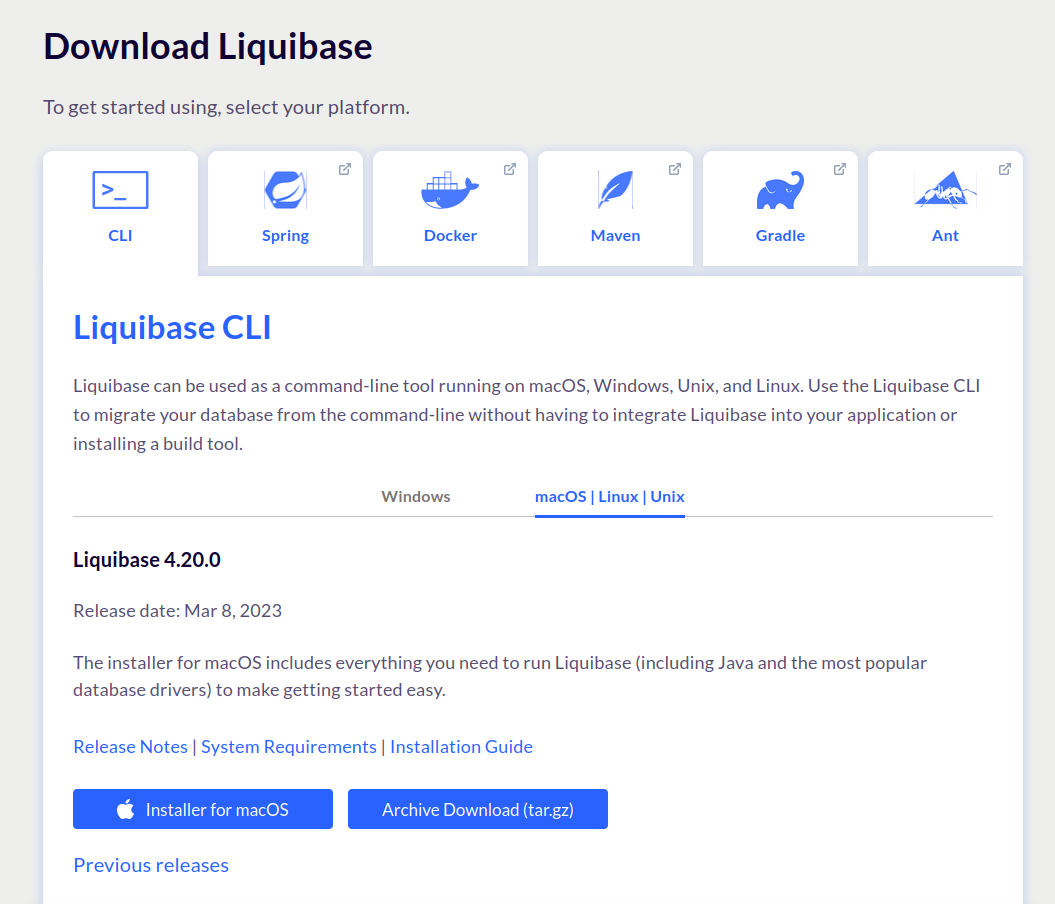 Download Liquibase
To get started using, select your platform.
CLI
Spring
Docker
Maven
Gradle
Ant
Liquibase CLI
Liquibase can be used as a command-line tool running on macOS, Windows, Unix, and Linux. Use the Liquibase CLI
to migrate your database from the command-line without having to integrate Liquibase into your application or
installing a build tool.
Windows
macOS | Linux | Unix
Liquibase 4.20.0
Release date: Mar 8, 2023
The installer for macOS includes everything you need to run Liquibase (including Java and the most popular
database drivers) to make getting started easy.
Release Notes | System Requirements | Installation Guide
Installer for macOS
Archive Download (tar.gz)
Previous releases